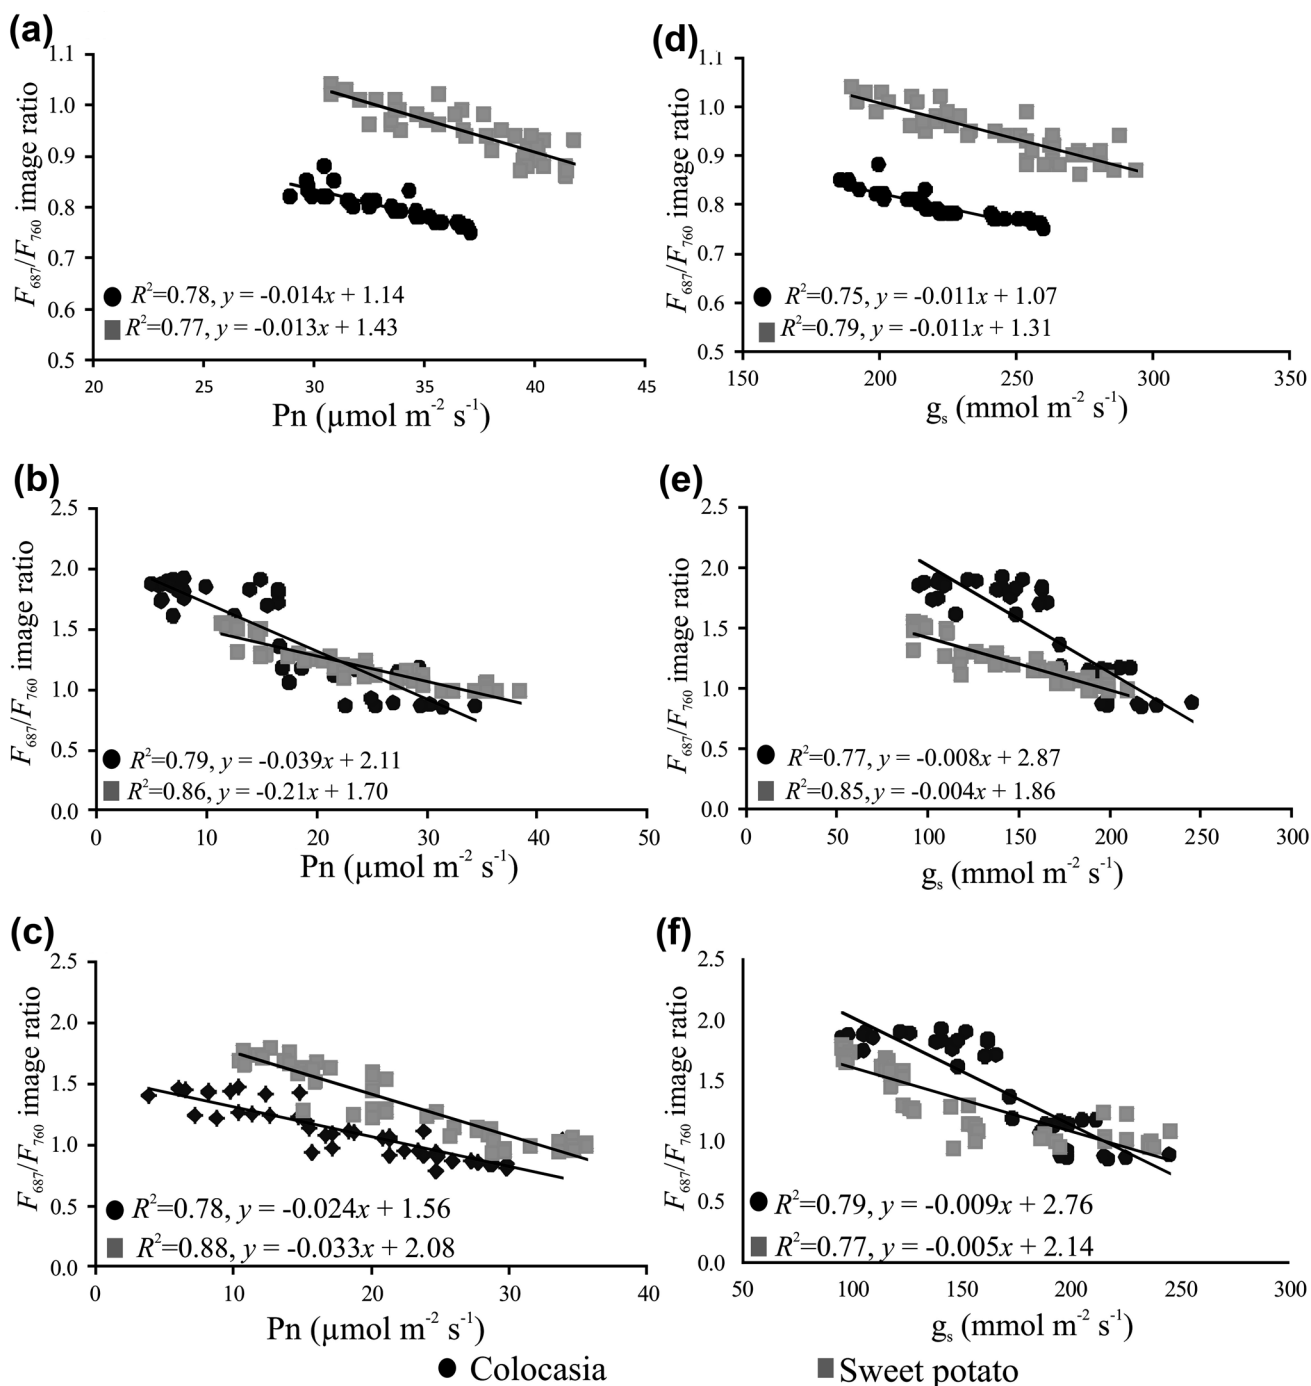 (a)
1.1
1.0
0.9
0.8
0.7
0.6
0.5
F687/F760 image ratio
R2=0.78, y = -0.014x + 1.14
R2=0.77, y = -0.013x + 1.43
20 25 30 35 40 45
Pn (µmol m-2 s-1)
(d)
1.1
1.0
0.9
0.8
0.7
0.6
0.5
F687/F760 image ratio
R2=0.75, y = -0.011x + 1.07
R2=0.79, y = -0.011x + 1.31
150 200 250 300 350
gs (mmol m-2 s-1)
(b)
2.5
2.0
1.5
1.0
0.5
0.0
F687/F760 image ratio
R2=0.79, y = -0.039x + 2.11
R2=0.86, y = -0.21x + 1.70
0 10 20 30 40 50
Pn (µmol m-2 s-1)
(e)
2.5
2.0
1.5
1.0
0.5
0.0
F687/F760 image ratio
R2=0.77, y = -0.008x + 2.87
R2=0.85, y = -0.004x + 1.86
0 50 100 150 200 250 300
gs (mmol m-2 s-1)
(c)
2.5
2.0
1.5
1.0
0.5
0.0
F687/F760 image ratio
R2=0.78, y = -0.024x + 1.56
R2=0.88, y = -0.033x + 2.08
0 10 20 30 40
Pn (µmol m-2 s-1)
(f)
2.5
2.0
1.5
1.0
0.5
0.0
F687/F760 image ratio
R2=0.79, y = -0.009x + 2.76
R2=0.77, y = -0.005x + 2.14
50 100 150 200 250 300
gs (mmol m-2 s-1)
Colocasia
Sweet potato